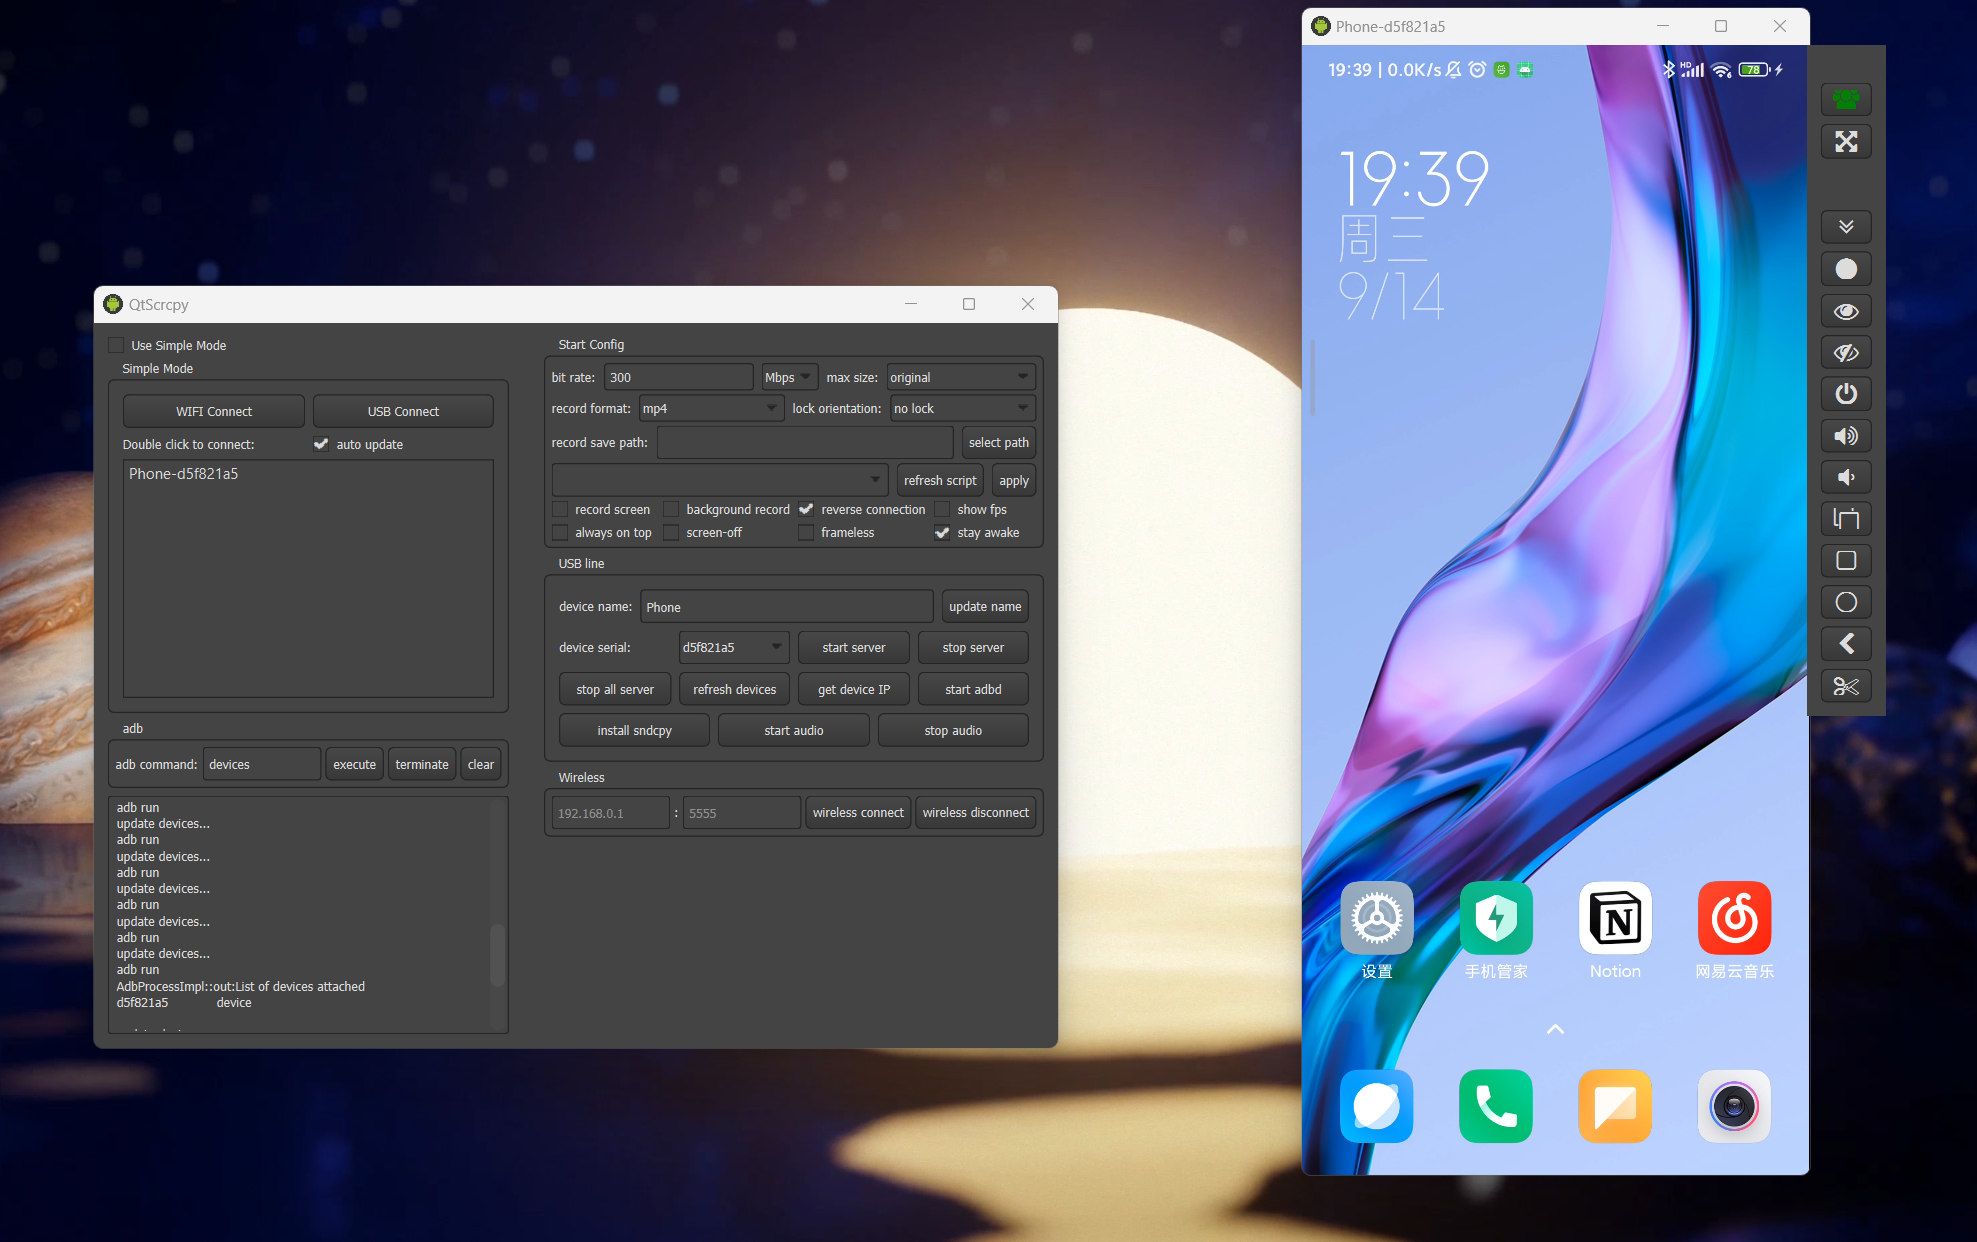 QtScrcpy
Use Simple Mode
Simple Mode
WIFI Connect
USB Connect
Double click to connect:
auto update
Phone-d5f821a5
adb
adb command:
devices
execute
terminate
clear
adb run
update devices...
adb run
update devices...
adb run
update devices...
adb run
update devices...
adb run
update devices...
adb run
AdbProcessImpl::out:List of devices attached
d5f821a5 device
Start Config
bit rate: 300 Mbps max size: original
record format: mp4 lock orientation: no lock
record save path: select path
refresh script apply
record screen background record reverse connection show fps
always on top screen-off frameless stay awake
USB line
device name: Phone update name
device serial: d5f821a5 start server stop server
stop all server refresh devices get device IP start adbd
install sndcpy start audio stop audio
Wireless
192.168.0.1 : 5555 wireless connect wireless disconnect
Phone-d5f821a5
19:39 | 0.0K/s HD 6 78
19:39
周三
9/14
设置 手机管家 Notion 网易云音乐